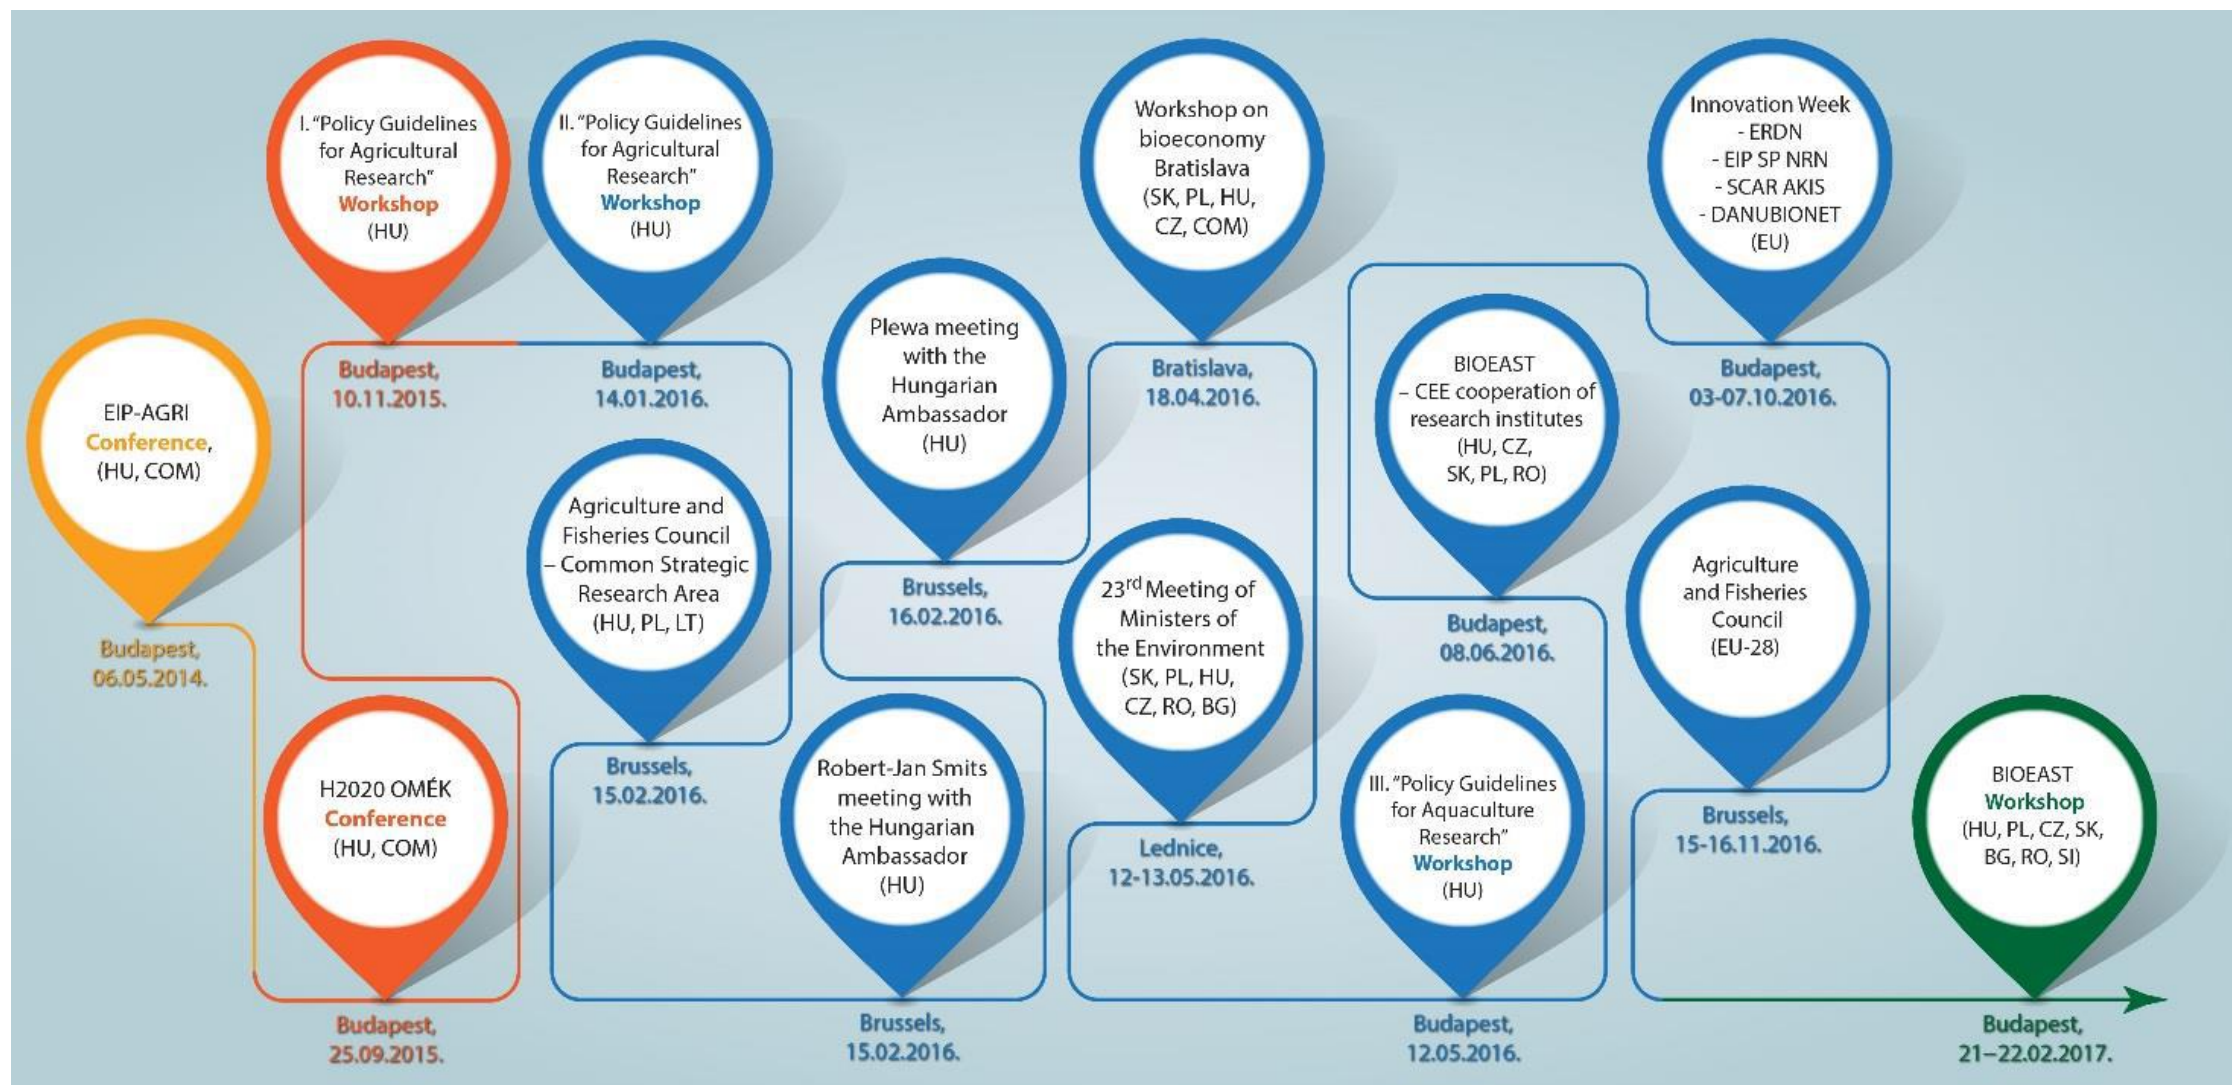 EIP-AGRI
Conference,
(HU, COM)
Budapest,
06.05.2014.
H2020 OMÉK
Conference
(HU, COM)
Budapest,
25.09.2015.
I. "Policy Guidelines
for Agricultural
Research"
Workshop
(HU)
Budapest,
10.11.2015.
II. "Policy Guidelines
for Agricultural
Research"
Workshop
(HU)
Budapest,
14.01.2016.
Agriculture and
Fisheries Council
– Common Strategic
Research Area
(HU, PL, LT)
Brussels,
15.02.2016.
Robert-Jan Smits
meeting with
the Hungarian
Ambassador
(HU)
Brussels,
15.02.2016.
Plewa meeting
with the
Hungarian
Ambassador
(HU)
Brussels,
16.02.2016.
Workshop on
bioeconomy
Bratislava
(SK, PL, HU,
CZ, COM)
Bratislava,
18.04.2016.
23rd Meeting of
Ministers of
the Environment
(SK, PL, HU,
CZ, RO, BG)
Lednice,
12-13.05.2016.
III. "Policy Guidelines
for Aquaculture
Research"
Workshop
(HU)
Budapest,
12.05.2016.
BIOEAST
– CEE cooperation of
research institutes
(HU, CZ,
SK, PL, RO)
Budapest,
08.06.2016.
Innovation Week
- ERDN
- EIP SP NRN
- SCAR AKIS
- DANUBIONET
(EU)
Budapest,
03-07.10.2016.
Agriculture
and Fisheries
Council
(EU-28)
Brussels,
15-16.11.2016.
BIOEAST
Workshop
(HU, PL, CZ, SK,
BG, RO, SI)
Budapest,
21–22.02.2017.